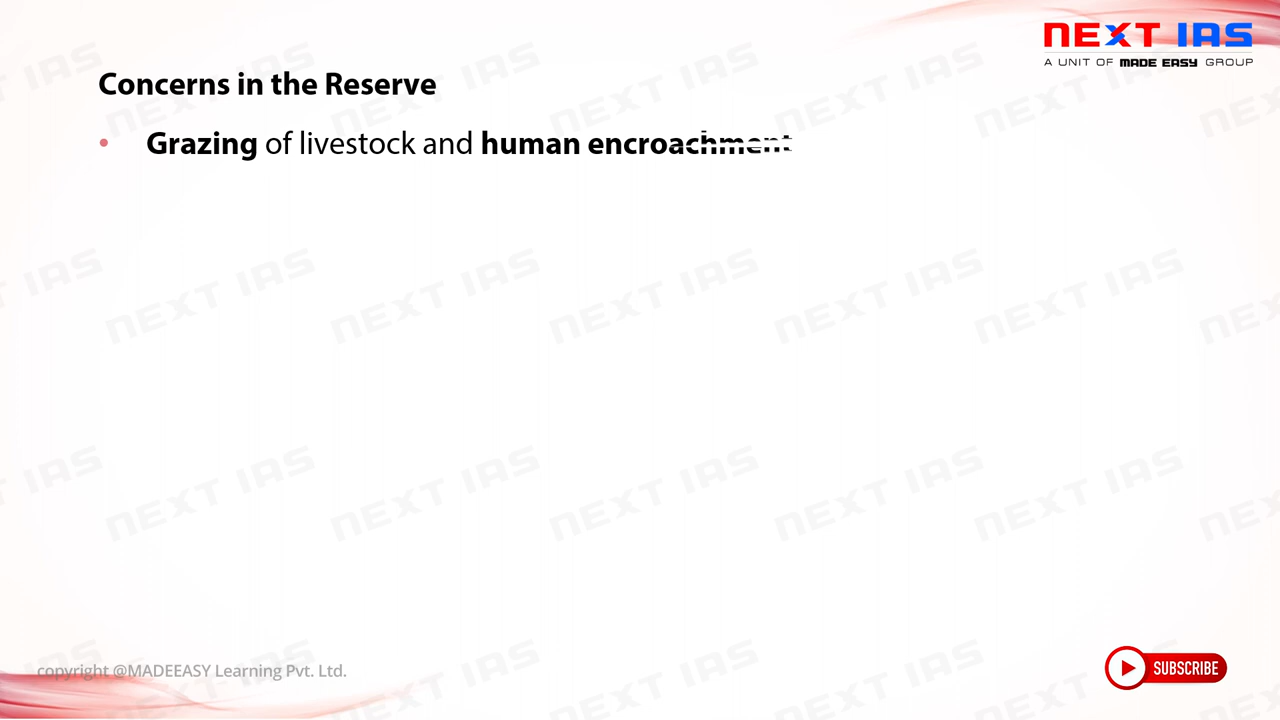 NEXT IAS
A UNIT OF MADE EASY GROUP
Concerns in the Reserve
• Grazing of livestock and human encroachment
copyright @MADEEASY Learning Pvt. Ltd.
SUBSCRIBE